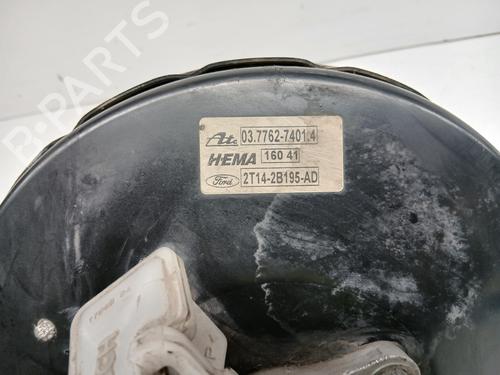 B-PARTS
Ate 03.7762-7401.4
HEMA 160 41
Ford 2T14-2B195-AD